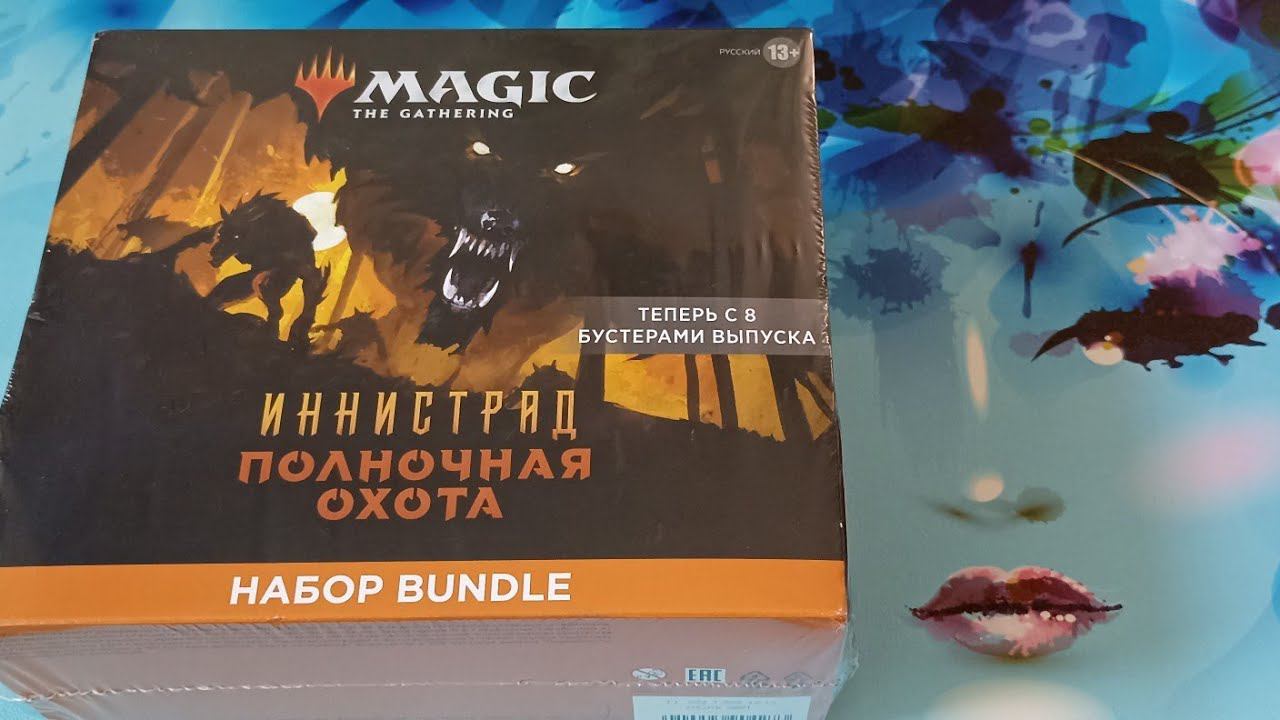 РУССКИЙ 13+
MAGIC
THE GATHERING
ТЕПЕРЬ С 8
БУСТЕРАМИ ВЫПУСКА
ИННИСТРАД
ПОЛНОЧНАЯ
ОХОТА
НАБОР BUNDLE
EAC